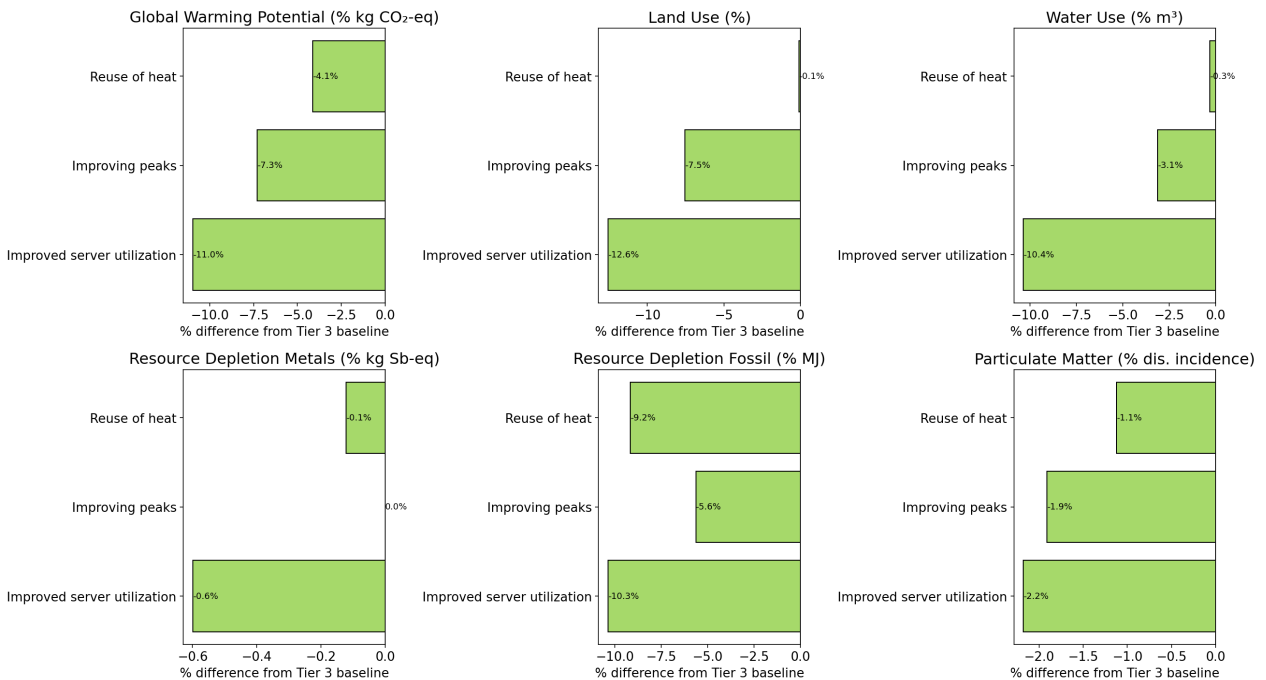 Global Warming Potential (% kg CO₂-eq)
Reuse of heat
-4.1%
Improving peaks
-7.3%
Improved server utilization
-11.0%
−10.0 −7.5 −5.0 −2.5 0.0
% difference from Tier 3 baseline
Land Use (%)
Reuse of heat
-0.1%
Improving peaks
-7.5%
Improved server utilization
-12.6%
−10 −5 0
% difference from Tier 3 baseline
Water Use (% m³)
Reuse of heat
-0.3%
Improving peaks
-3.1%
Improved server utilization
-10.4%
−10.0 −7.5 −5.0 −2.5 0.0
% difference from Tier 3 baseline
Resource Depletion Metals (% kg Sb-eq)
Reuse of heat
-0.1%
Improving peaks
0.0%
Improved server utilization
-0.6%
−0.6 −0.4 −0.2 0.0
% difference from Tier 3 baseline
Resource Depletion Fossil (% MJ)
Reuse of heat
-9.2%
Improving peaks
-5.6%
Improved server utilization
-10.3%
−10.0 −7.5 −5.0 −2.5 0.0
% difference from Tier 3 baseline
Particulate Matter (% dis. incidence)
Reuse of heat
-1.1%
Improving peaks
-1.9%
Improved server utilization
-2.2%
−2.0 −1.5 −1.0 −0.5 0.0
% difference from Tier 3 baseline